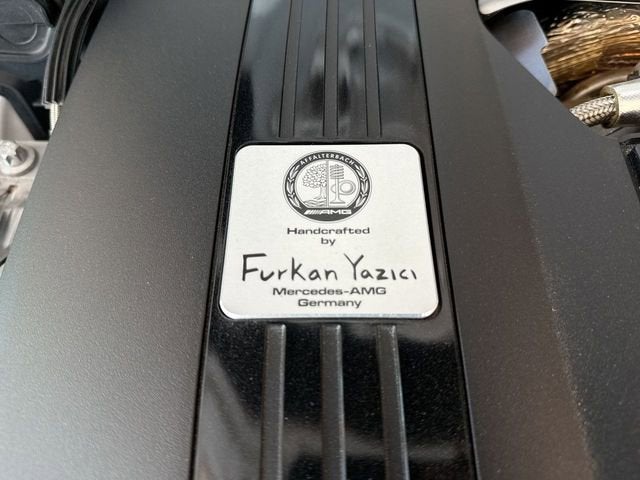 AFFALTERBACH
AMG
Handcrafted
by
Furkan Yazıcı
Mercedes-AMG
Germany